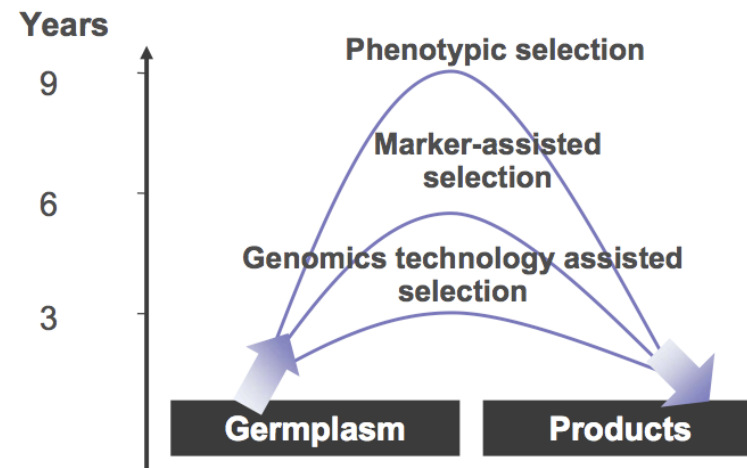 Years
9
Phenotypic selection
Marker-assisted
selection
6
Genomics technology assisted
selection
3
Germplasm
Products